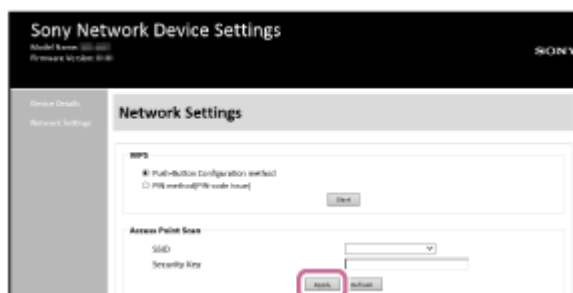 Sony Network Device Settings
Model Name
Firmware Version
SONY
Device Details
Network Settings
Network Settings
WPS
Push-Button Configuration method
PIN method(PIN code issue)
Start
Access Point Scan
SSID
Security Key
Apply Refresh